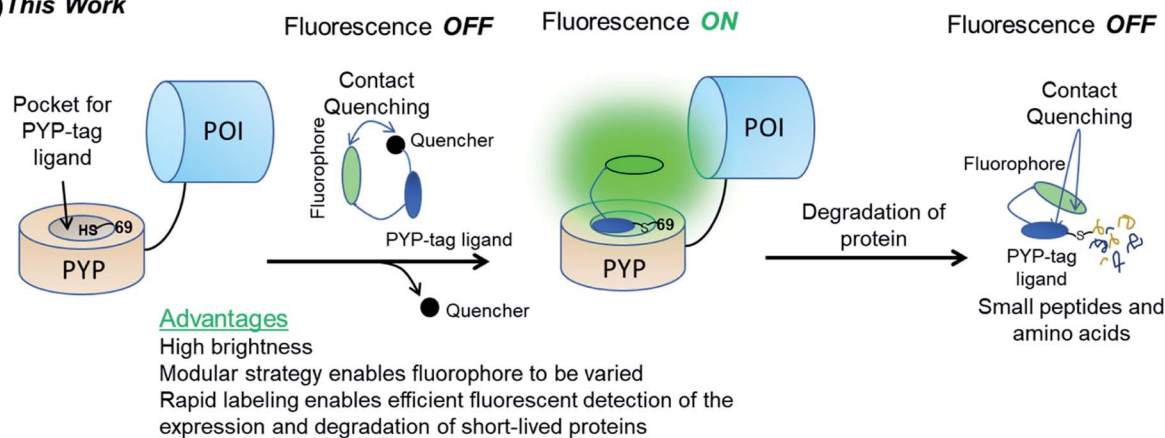 )This Work
Fluorescence OFF
Fluorescence ON
Fluorescence OFF
Pocket for
PYP-tag
ligand
POI
HS
69
PYP
Contact
Quenching
Fluorophore
Quencher
PYP-tag ligand
Quencher
POI
S
69
PYP
Degradation of
protein
Contact
Quenching
Fluorophore
S
PYP-tag
ligand
Small peptides and
amino acids
Advantages
High brightness
Modular strategy enables fluorophore to be varied
Rapid labeling enables efficient fluorescent detection of the
expression and degradation of short-lived proteins